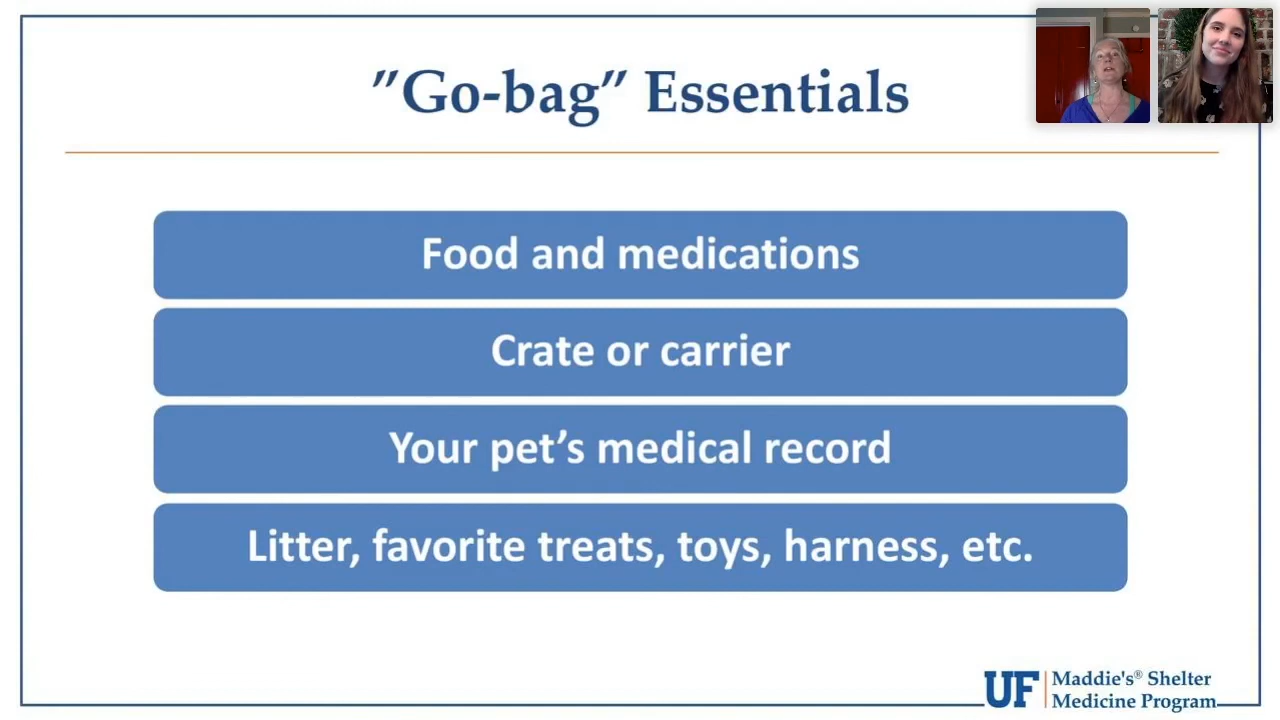 ”Go-bag” Essentials
Food and medications
Crate or carrier
Your pet’s medical record
Litter, favorite treats, toys, harness, etc.
UF Maddie's® Shelter
Medicine Program